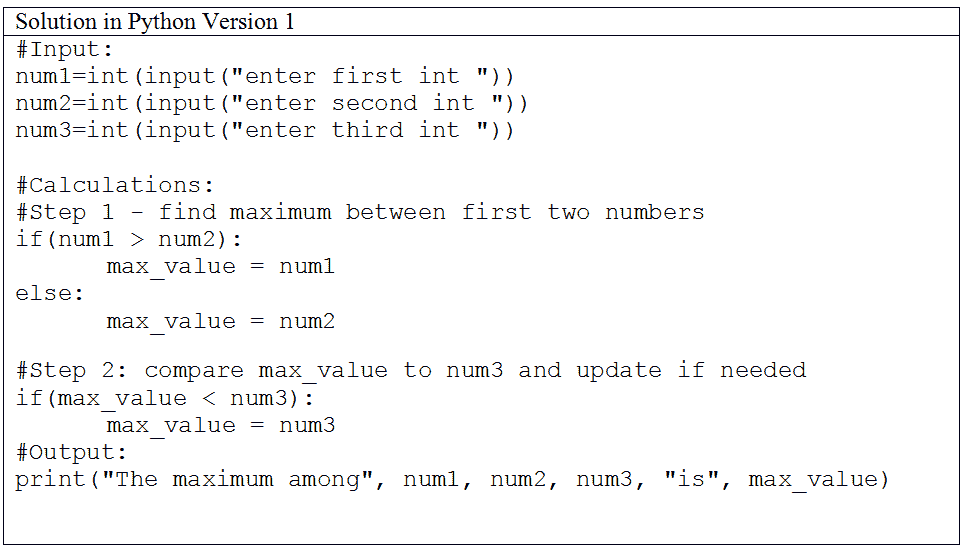 Solution in Python Version 1
#Input:
num1=int(input("enter first int "))
num2=int(input("enter second int "))
num3=int(input("enter third int "))
#Calculations:
#Step 1 – find maximum between first two numbers
if(num1 > num2):
max_value = num1
else:
max_value = num2
#Step 2: compare max_value to num3 and update if needed
if(max_value < num3):
max_value = num3
#Output:
print("The maximum among", num1, num2, num3, "is", max_value)